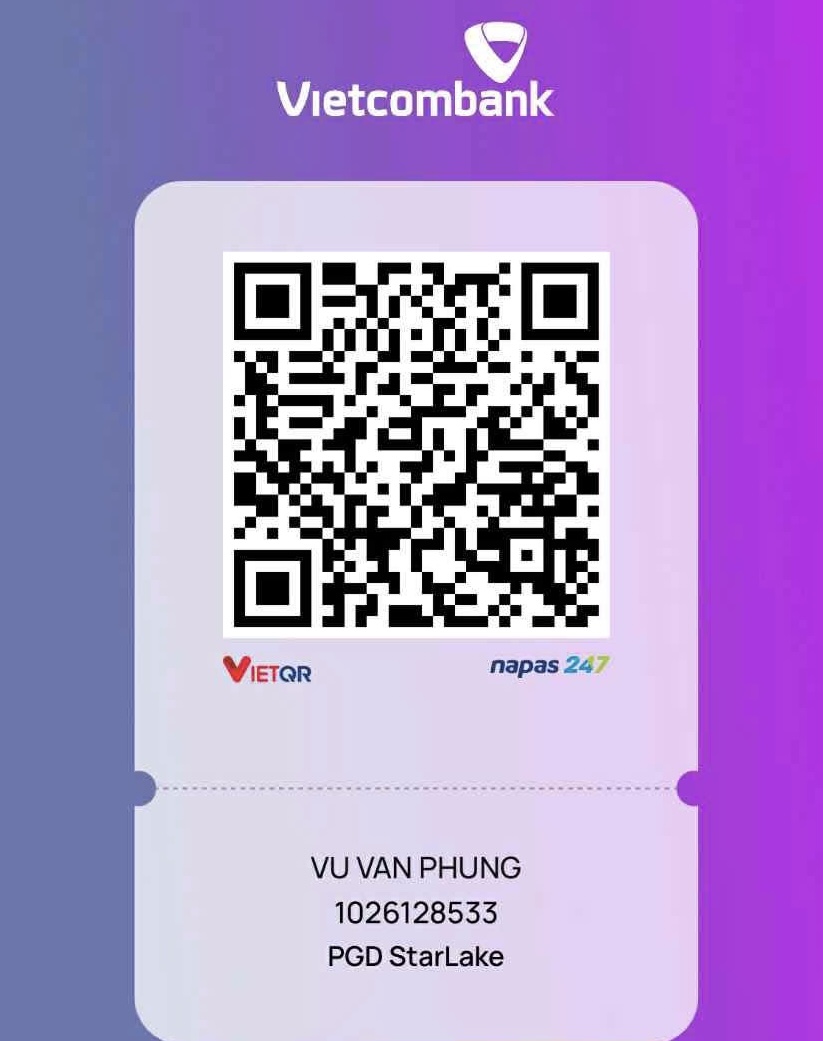 Vietcombank
VIETQR
napas 247
VU VAN PHUNG
1026128533
PGD StarLake